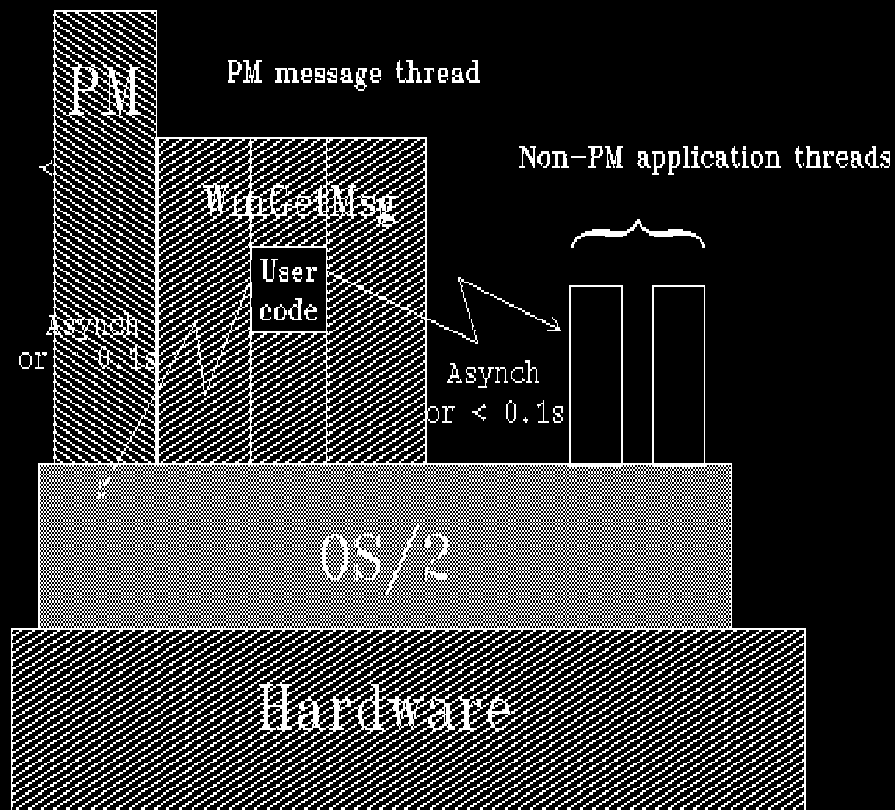 PM
PM message thread
Non-PM application threads
WinGetMsg
User
code
Asynch
or < 0.1s
Asynch
or < 0.1s
OS/2
Hardware